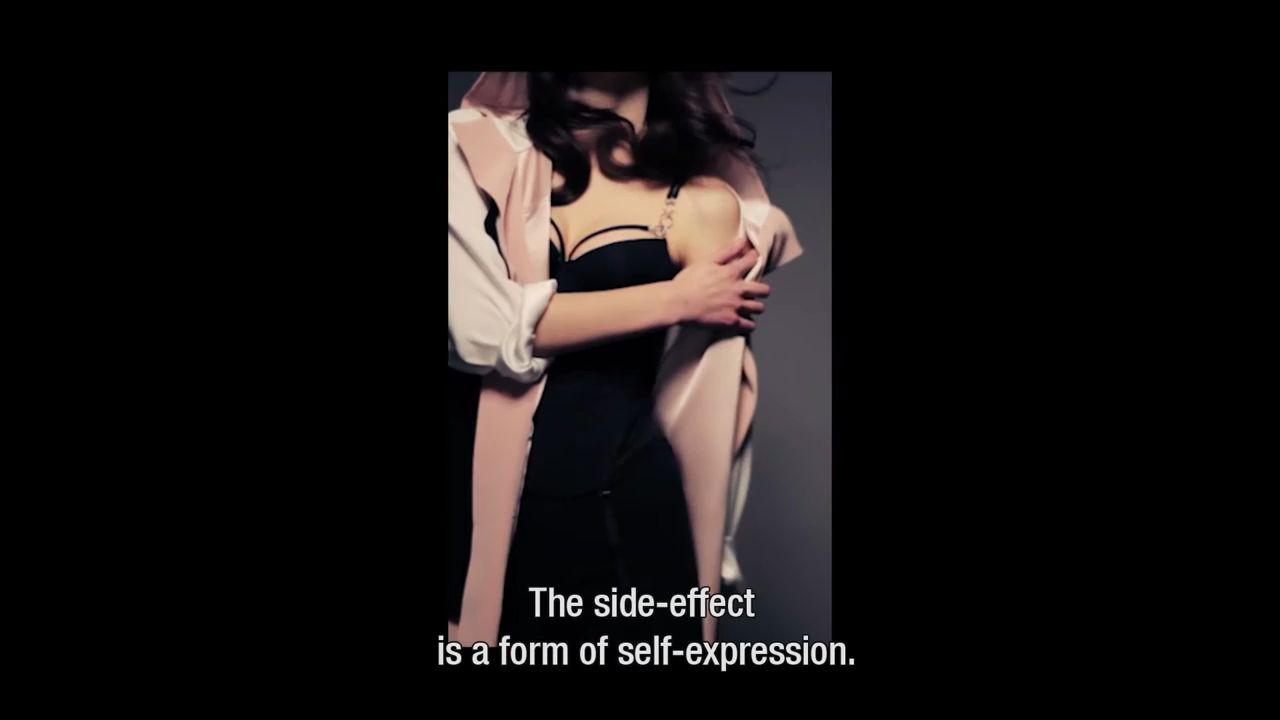 The side-effect
is a form of self-expression.